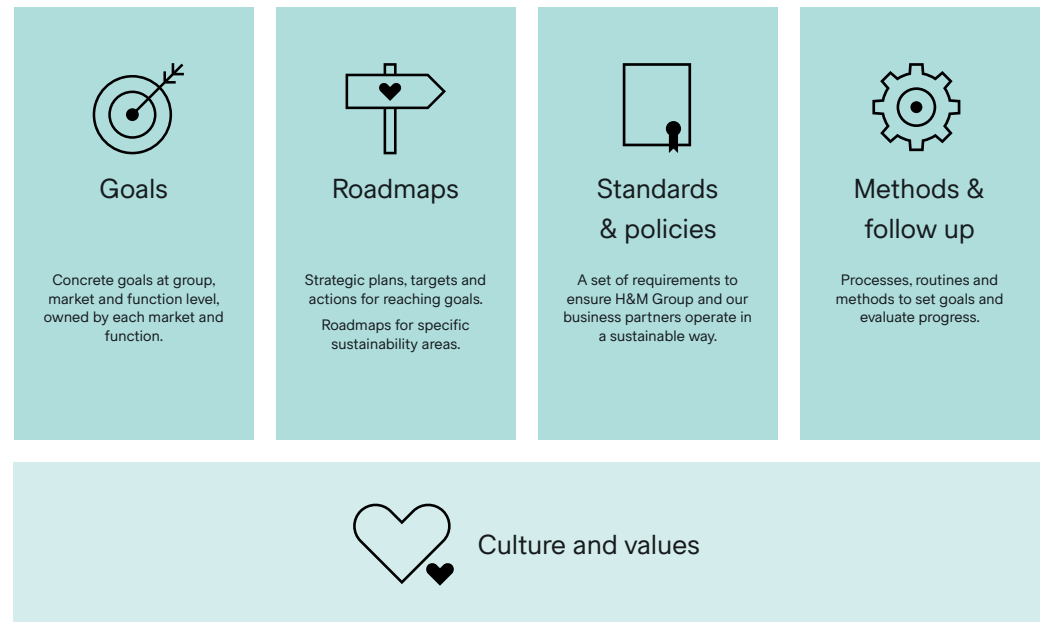 Goals
Concrete goals at group,
market and function level,
owned by each market and
function.
Roadmaps
Strategic plans, targets and
actions for reaching goals.
Roadmaps for specific
sustainability areas.
Standards
& policies
A set of requirements to
ensure H&M Group and our
business partners operate in
a sustainable way.
Methods &
follow up
Processes, routines and
methods to set goals and
evaluate progress.
Culture and values